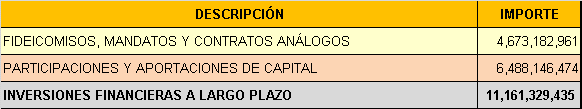 DESCRIPCIÓN IMPORTE
FIDEICOMISOS, MANDATOS Y CONTRATOS ANÁLOGOS 4,673,182,961
PARTICIPACIONES Y APORTACIONES DE CAPITAL 6,488,146,474
INVERSIONES FINANCIERAS A LARGO PLAZO 11,161,329,435